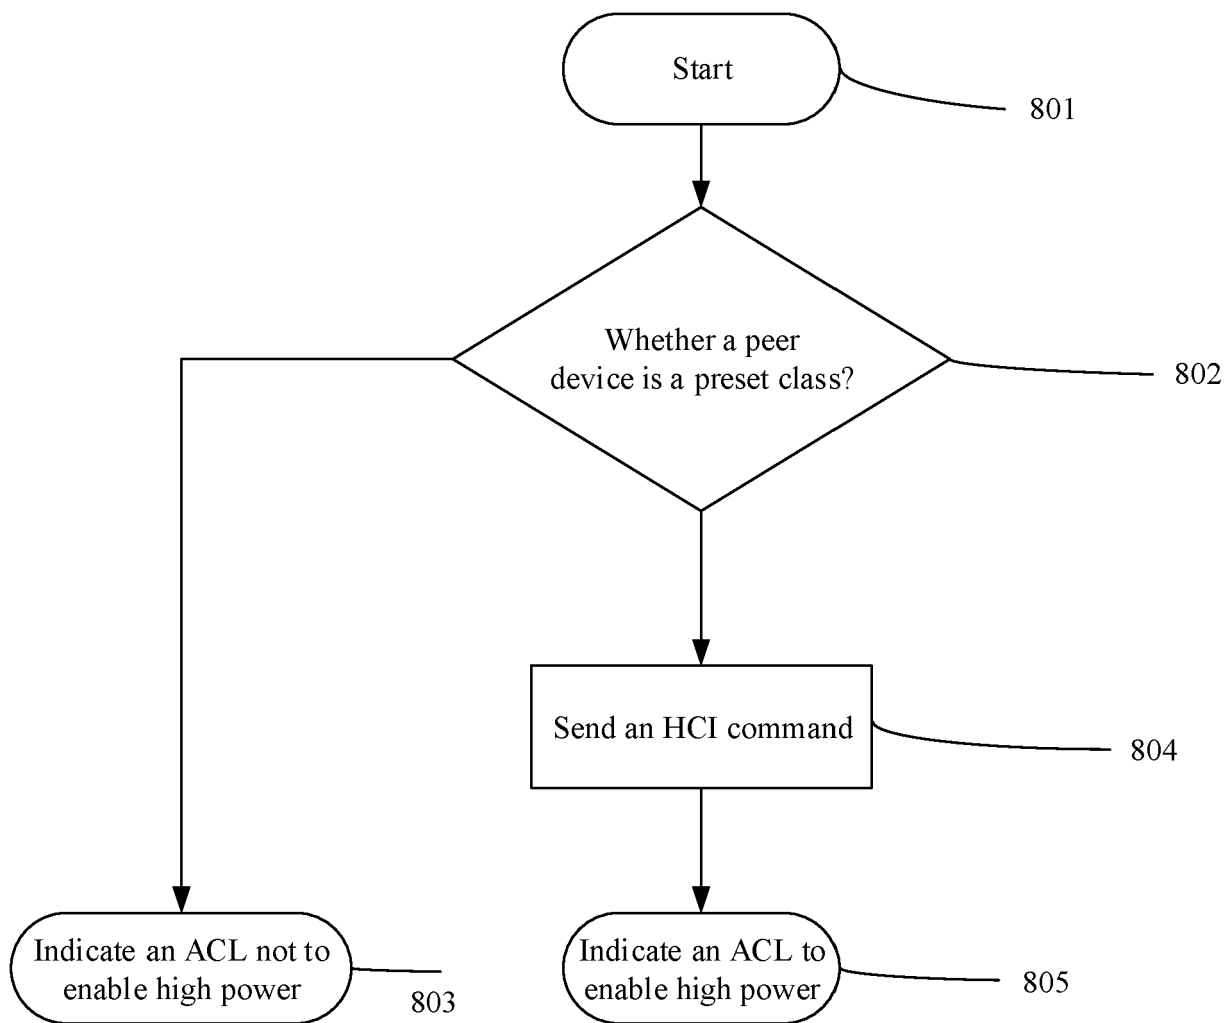 Start
801
Whether a peer
device is a preset class?
802
Send an HCI command
804
Indicate an ACL not to
enable high power
803
Indicate an ACL to
enable high power
805